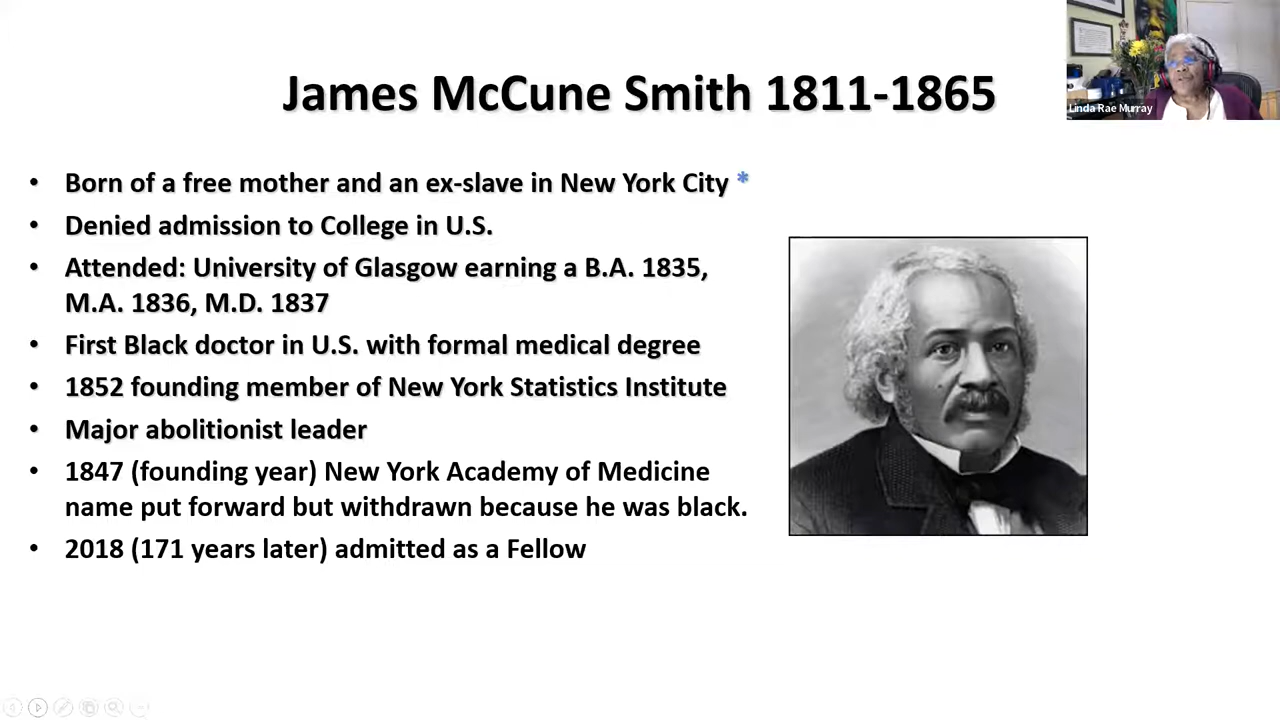 James McCune Smith 1811-1865
Linda Rae Murray
• Born of a free mother and an ex-slave in New York City *
• Denied admission to College in U.S.
• Attended: University of Glasgow earning a B.A. 1835,
M.A. 1836, M.D. 1837
• First Black doctor in U.S. with formal medical degree
• 1852 founding member of New York Statistics Institute
• Major abolitionist leader
• 1847 (founding year) New York Academy of Medicine
name put forward but withdrawn because he was black.
• 2018 (171 years later) admitted as a Fellow